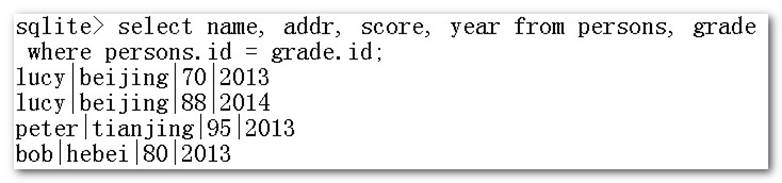 sqlite> select name, addr, score, year from persons, grade
 where persons.id = grade.id;
lucy|beijing|70|2013
lucy|beijing|88|2014
peter|tianjing|95|2013
bob|hebei|80|2013